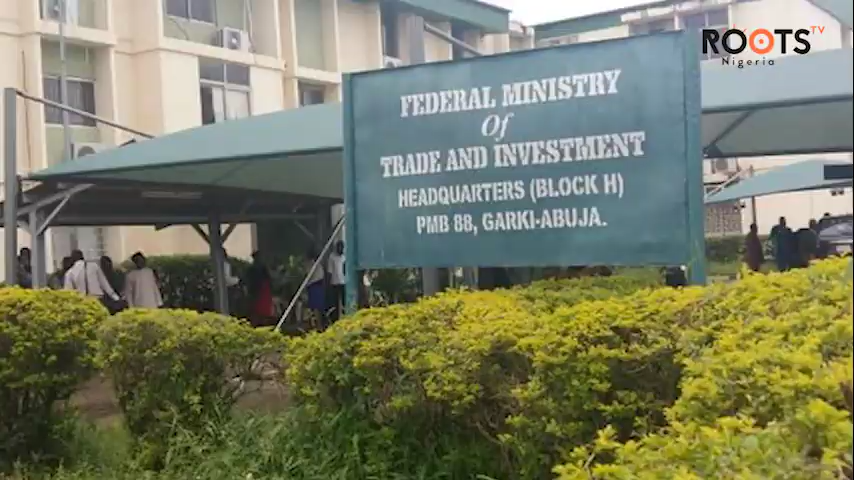 ROOTS TV
Nigeria
FEDERAL MINISTRY
Of
TRADE AND INVESTMENT
HEADQUARTERS (BLOCK H)
PMB 88, GARKI-ABUJA.